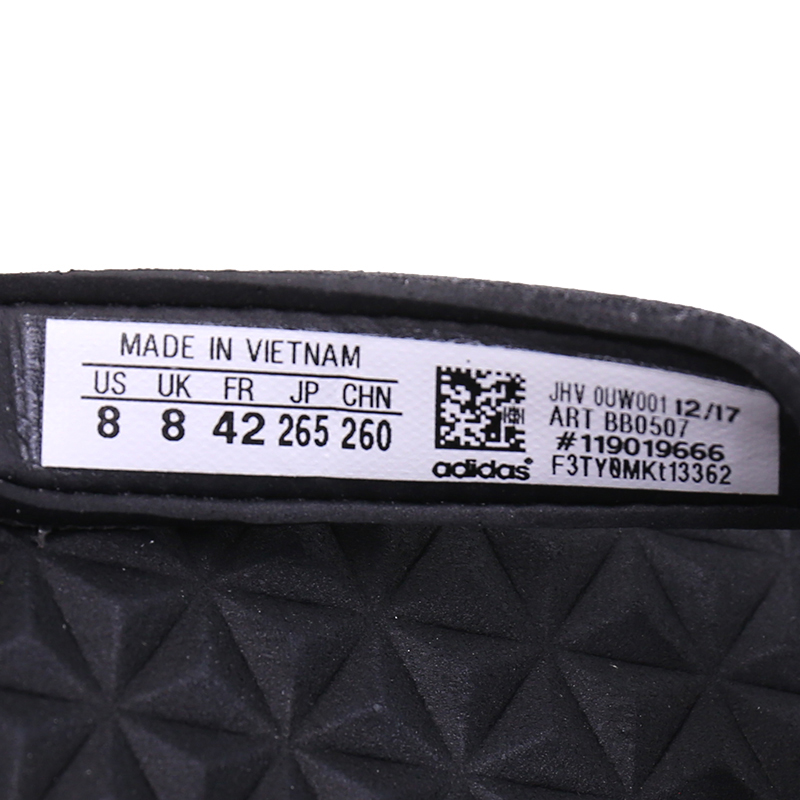 MADE IN VIETNAM
US UK FR JP CHN
8 8 42 265 260
adidas
JHV 0UW001 12/17
ART BB0507
#119019666
F3TY0MKt13362